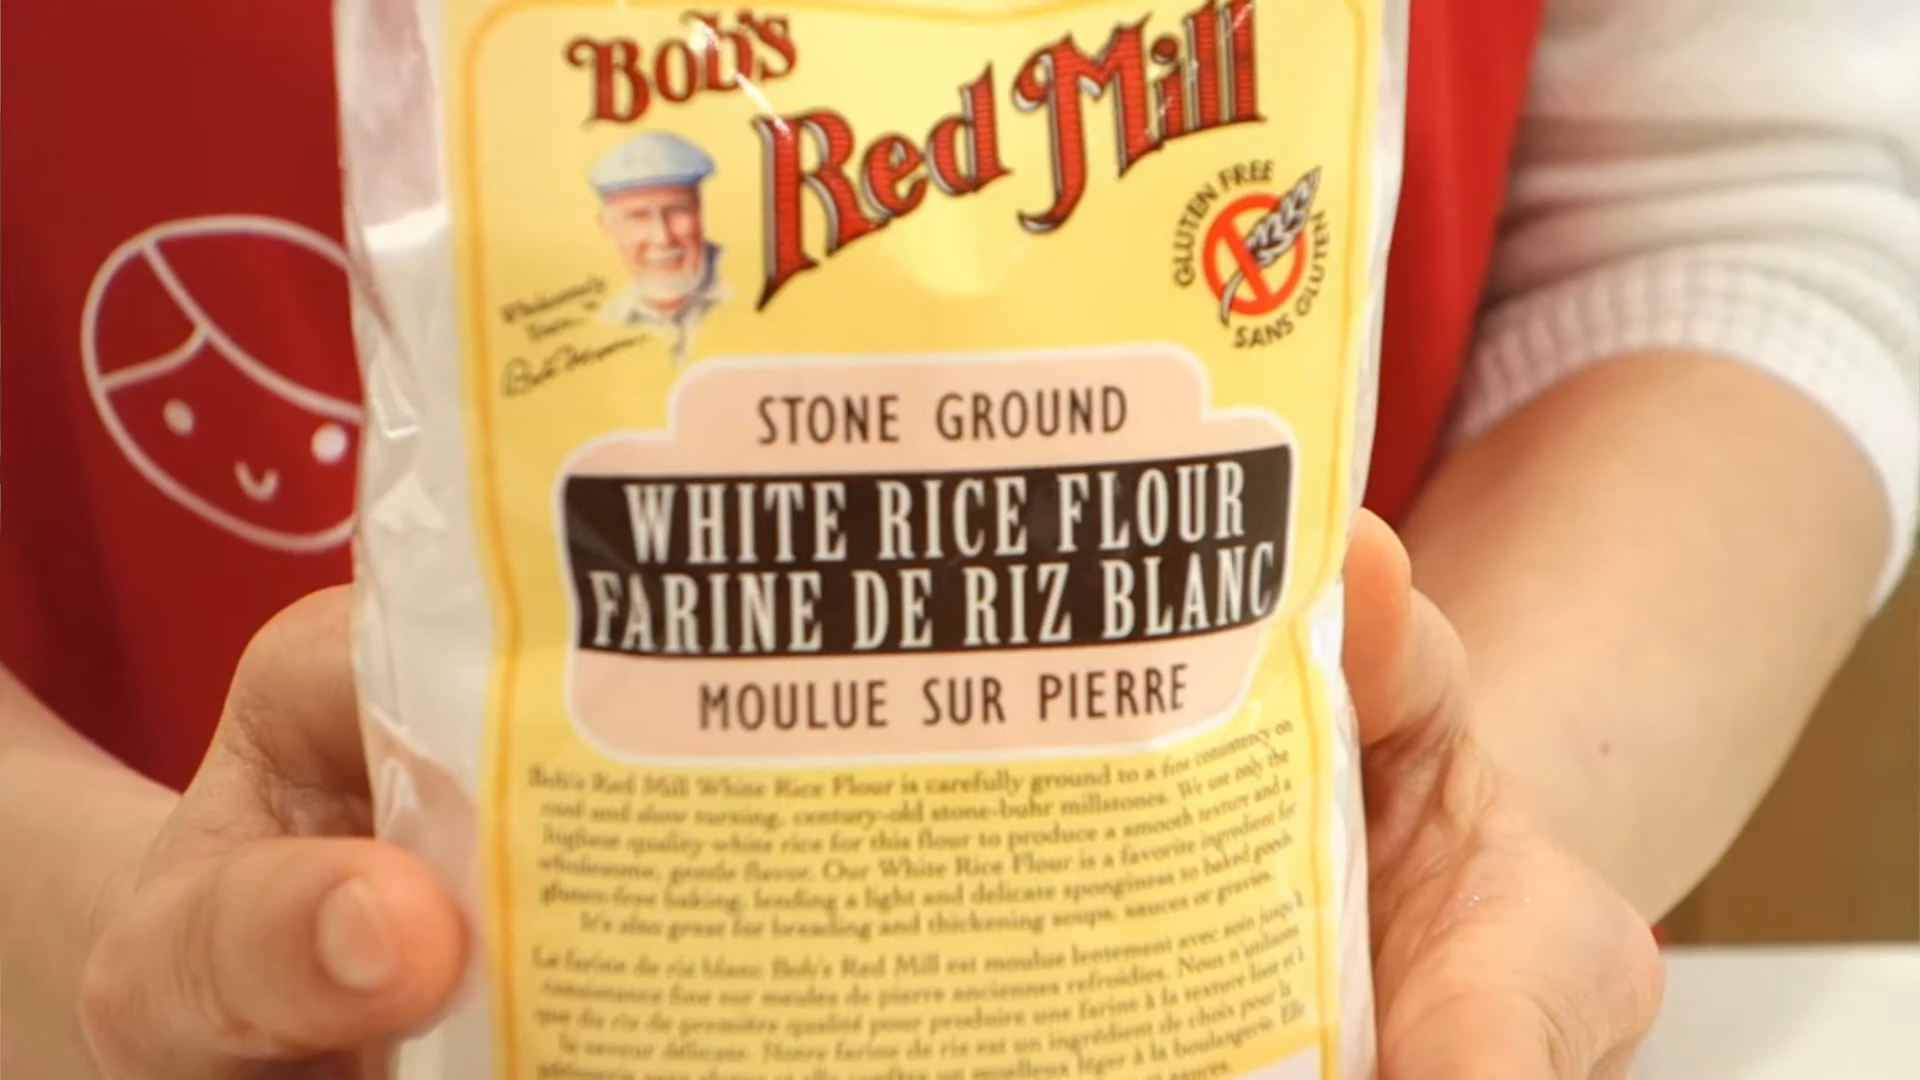 Bob's
Red Mill
GLUTEN FREE
SANS GLUTEN
STONE GROUND
WHITE RICE FLOUR
FARINE DE RIZ BLANC
MOULUE SUR PIERRE
Bob's Red Mill White Rice Flour is carefully ground to a fine consistency on
cool and slow turning, century-old stone-buhr millstones. We use only the
highest quality white rice for this flour to produce a smooth texture and a
wholesome, gentle flavor. Our White Rice Flour is a favorite ingredient for
gluten-free baking, lending a light and delicate sponginess to baked goods.
It's also great for breading and thickening soups, sauces or gravies.
La farine de riz blanc Bob's Red Mill est moulue lentement avec soin jusqu'à
consistance fine sur meules de pierre anciennes refroidies. Nous n'utilisons
que du riz de première qualité pour produire une farine à la texture lisse et à
la saveur délicate. Notre farine de riz est un ingrédient de choix pour la
moelleux léger à la boulangerie. Elle